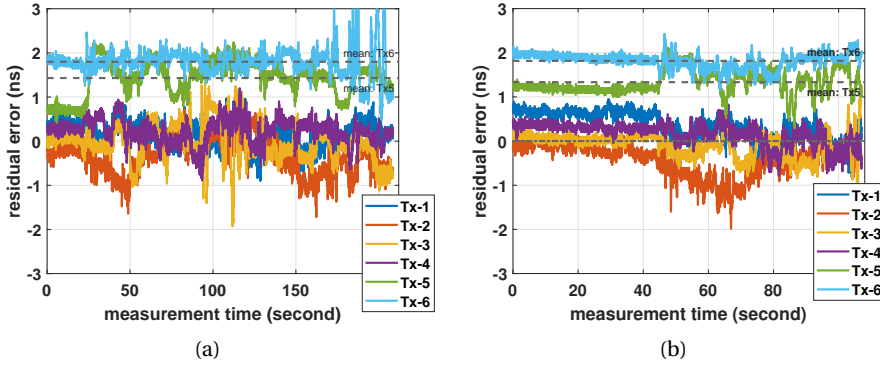 3
2
1
0
-1
-2
-3
residual error (ns)
mean: Tx6
mean: Tx5
0
50
100
150
measurement time (second)
Tx-1
Tx-2
Tx-3
Tx-4
Tx-5
Tx-6
(a)
3
2
1
0
-1
-2
-3
residual error (ns)
mean: Tx6
mean: Tx5
0
20
40
60
80
measurement time (second)
Tx-1
Tx-2
Tx-3
Tx-4
Tx-5
Tx-6
(b)